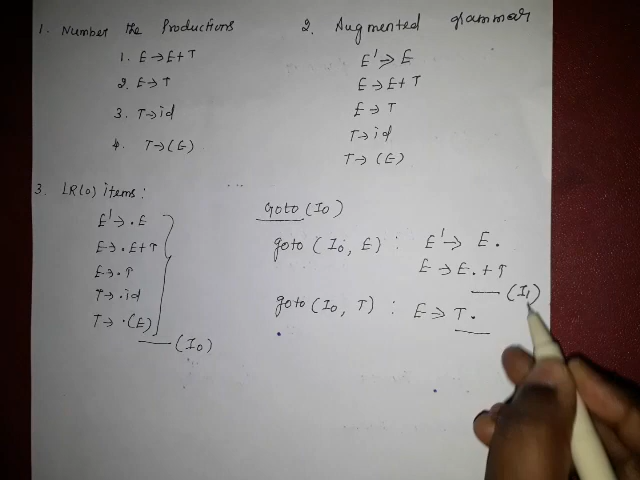 1. Number the Productions
1. E→E+T
2. E→T
3. T→id
4. T→(E)
2. Augmented grammar
E'→E
E→E+T
E→T
T→id
T→(E)
3. LR(0) items:
E'→.E
E→.E+T
E→.T
T→.id
T→.(E)
(I0)
Goto (I0)
goto (I0, E) : E'→ E.
E→E.+T
(I1)
goto (I0, T) : E→ T.